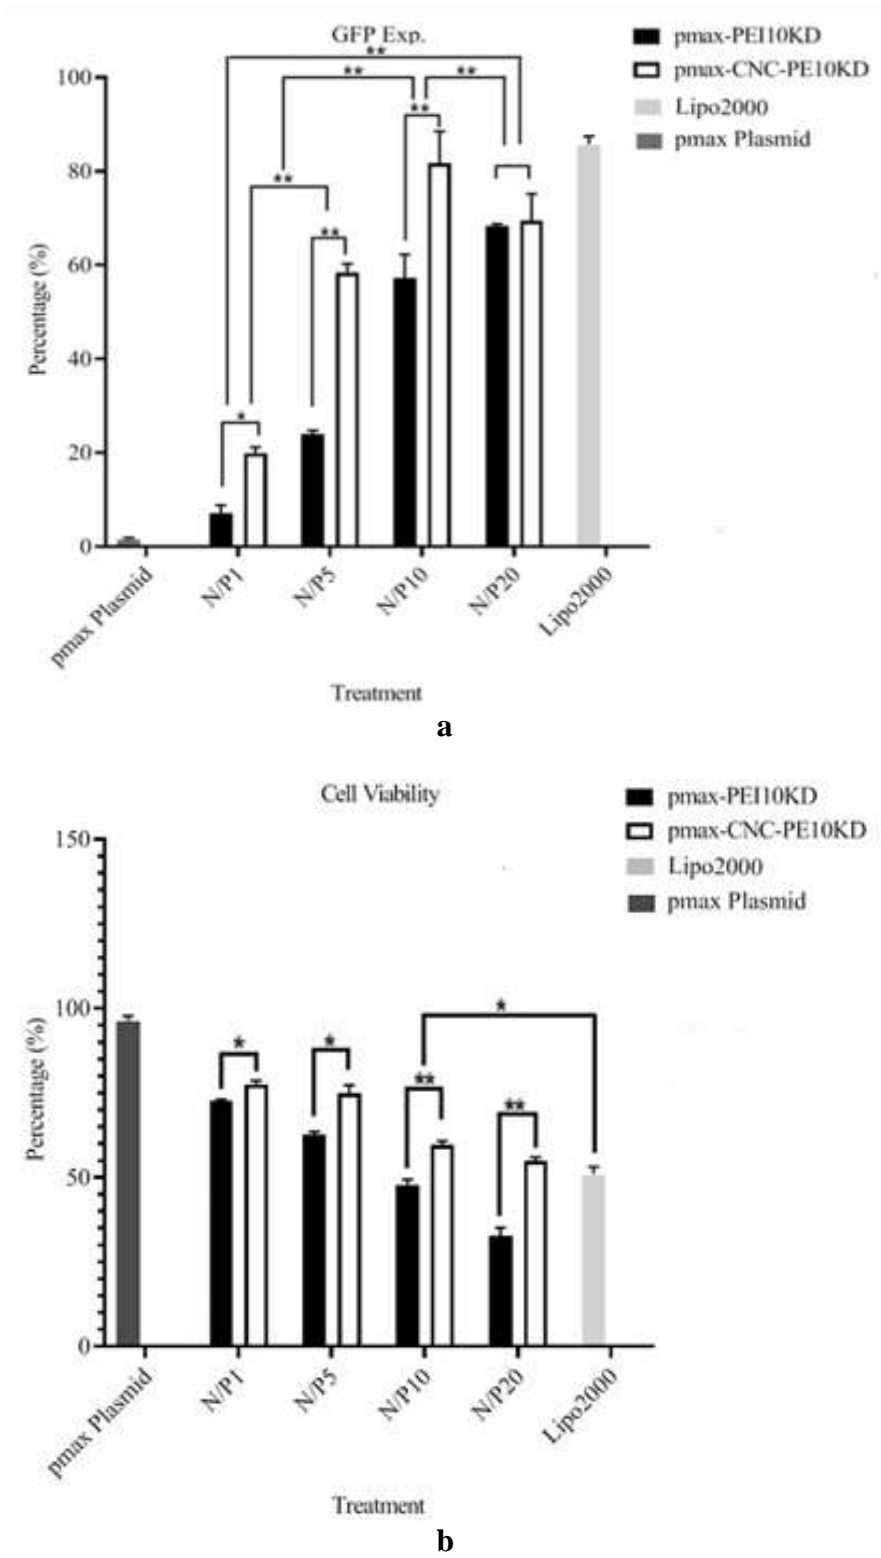 GFP Exp.
pmax-PEI10KD
pmax-CNC-PE10KD
Lipo2000
pmax Plasmid
**
**
**
**
**
**
*
100
80
60
40
20
0
Percentage (%)
pmax Plasmid
N/P1
N/P5
N/P10
N/P20
Lipo2000
Treatment
a
Cell Viability
pmax-PEI10KD
pmax-CNC-PE10KD
Lipo2000
pmax Plasmid
*
*
*
**
**
150
100
50
0
Percentage (%)
pmax Plasmid
N/P1
N/P5
N/P10
N/P20
Lipo2000
Treatment
b